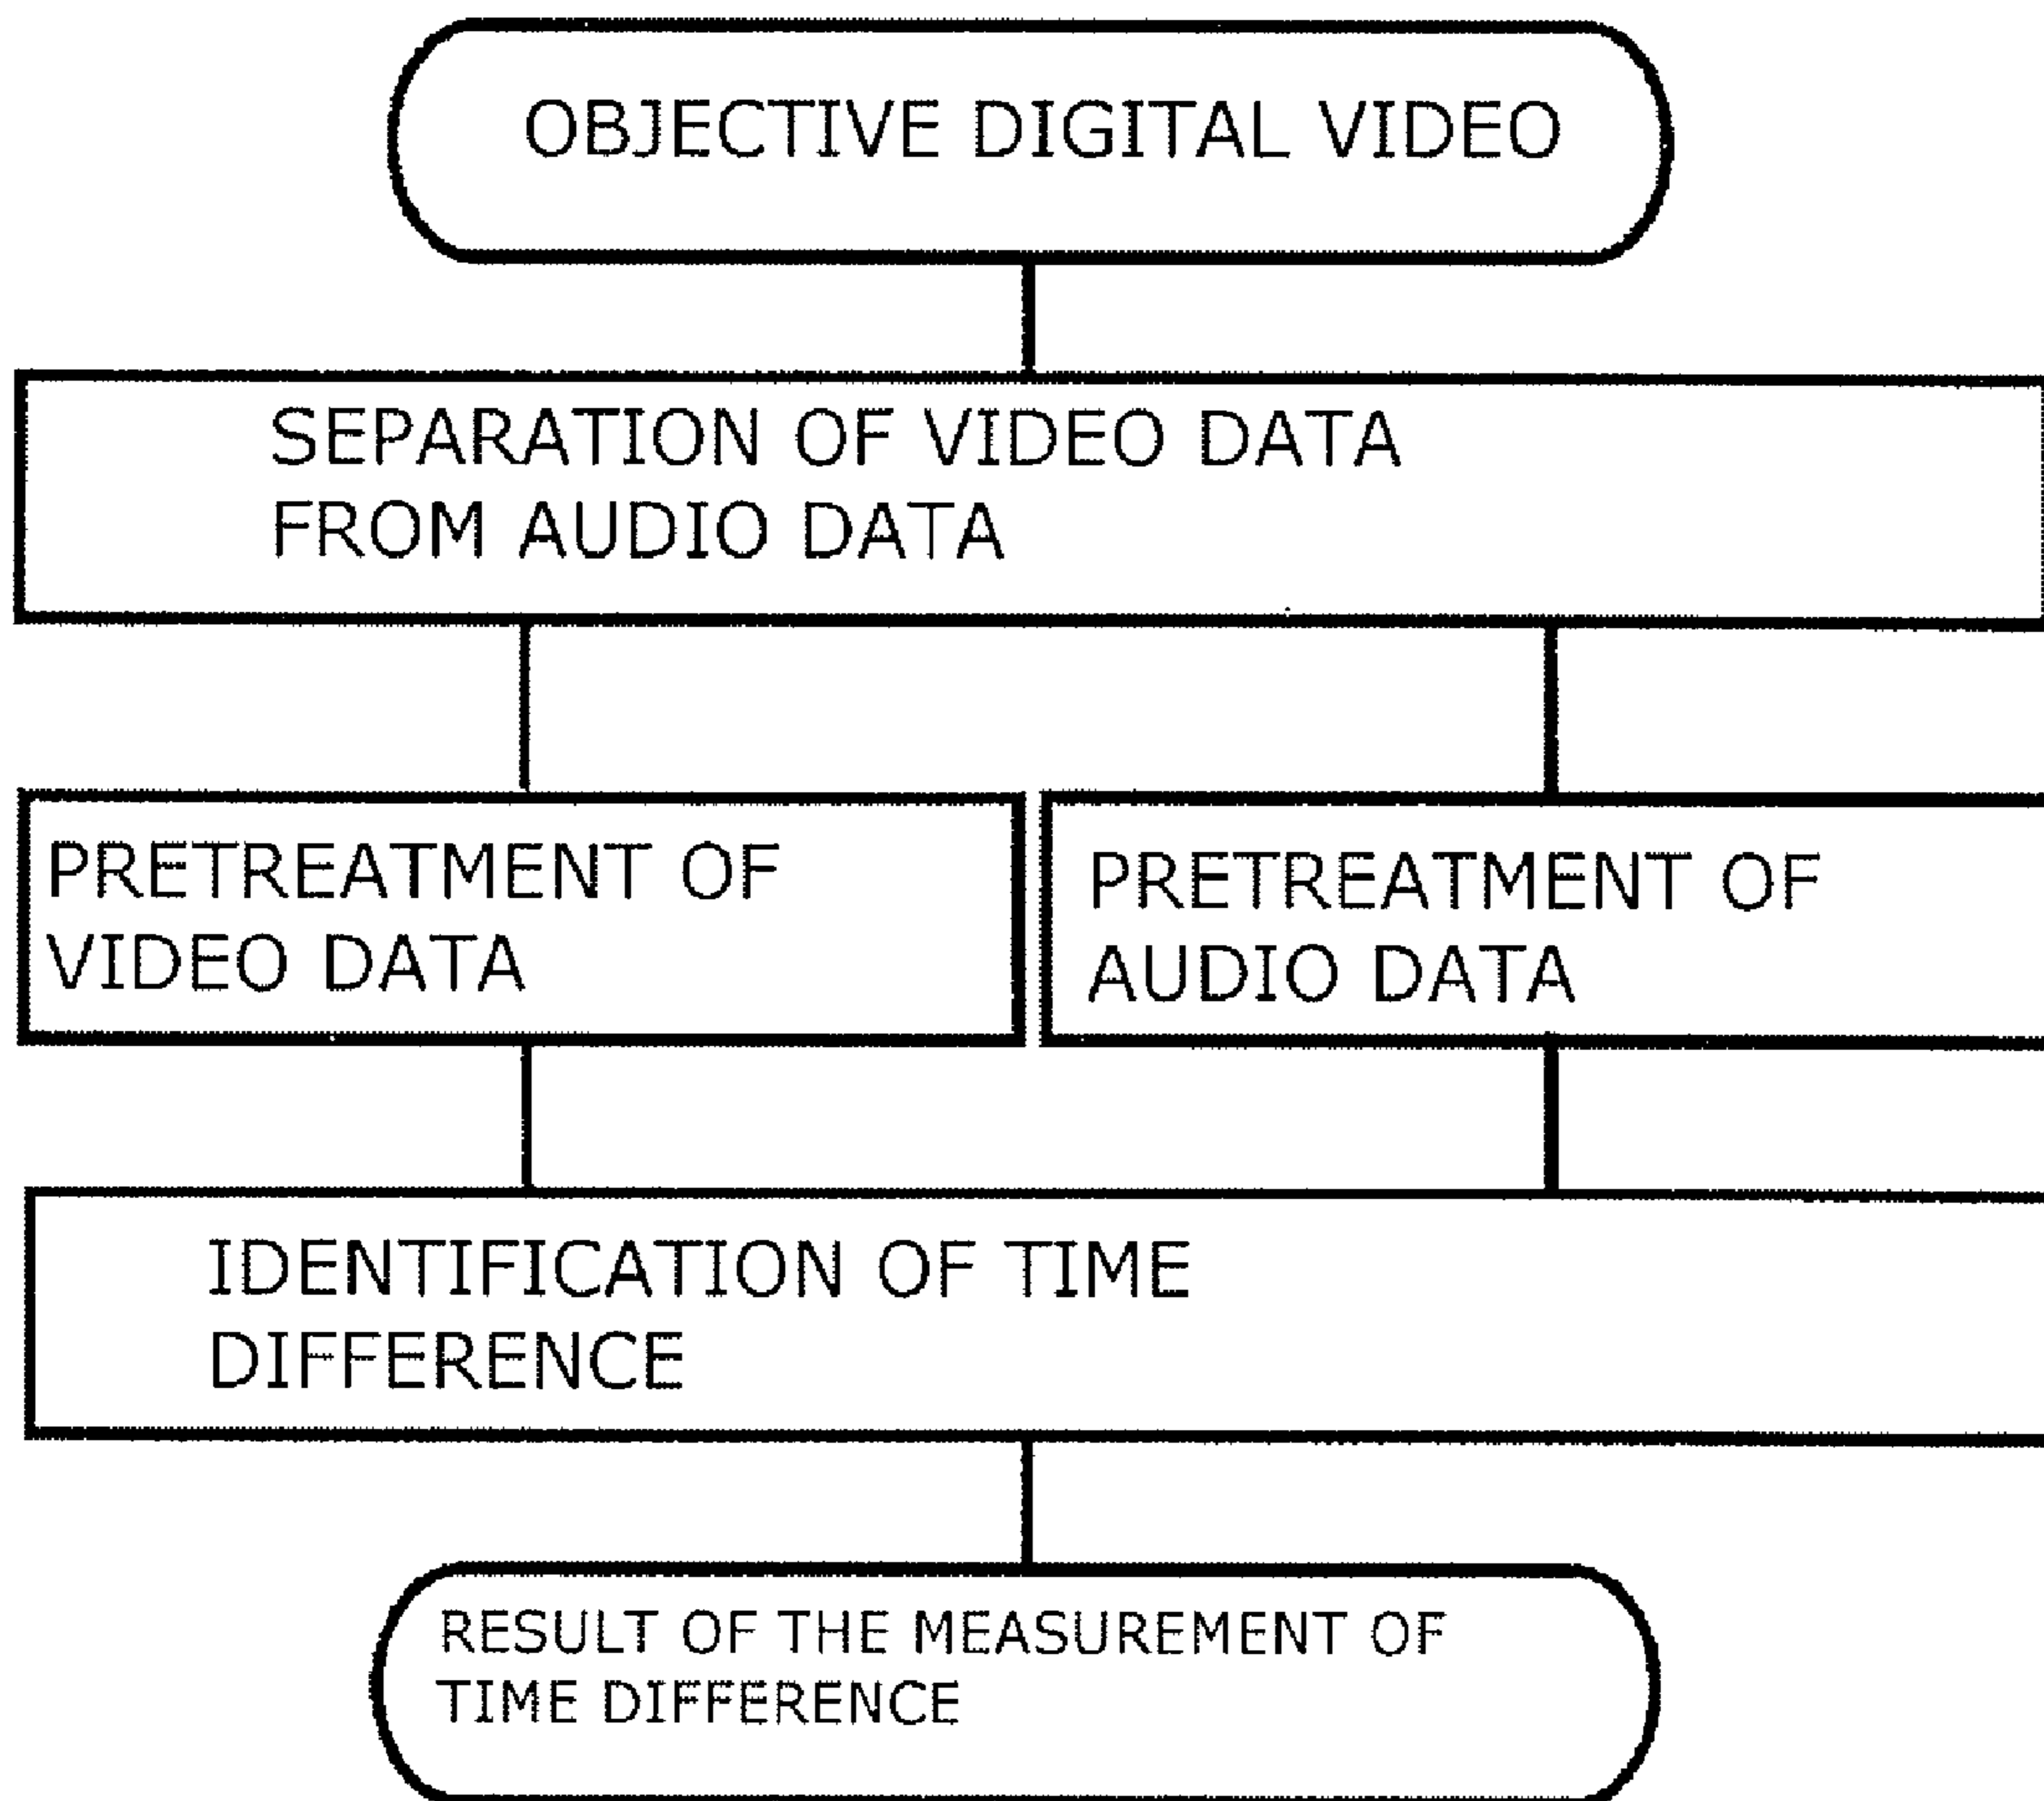 OBJECTIVE DIGITAL VIDEO
SEPARATION OF VIDEO DATA
FROM AUDIO DATA
PRETREATMENT OF
VIDEO DATA
PRETREATMENT OF
AUDIO DATA
IDENTIFICATION OF TIME
DIFFERENCE
RESULT OF THE MEASUREMENT OF
TIME DIFFERENCE